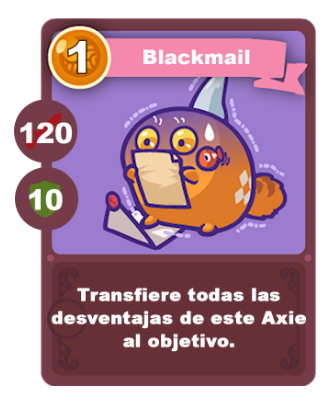 1
Blackmail
120
10
Transfiere todas las
desventajas de este Axie
al objetivo.